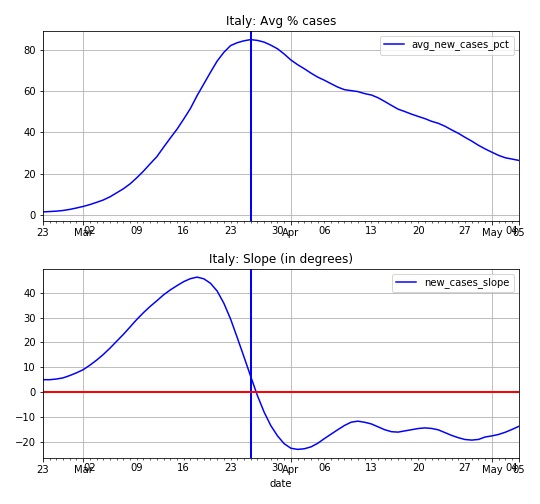 Italy: Avg % cases
avg_new_cases_pct
80
60
40
20
0
23 Mar 02 09 16 23 30 Apr 06 13 20 27 May 04 05
Italy: Slope (in degrees)
new_cases_slope
40
30
20
10
0
−10
−20
23 Mar 02 09 16 23 30 Apr 06 13 20 27 May 04 05
date